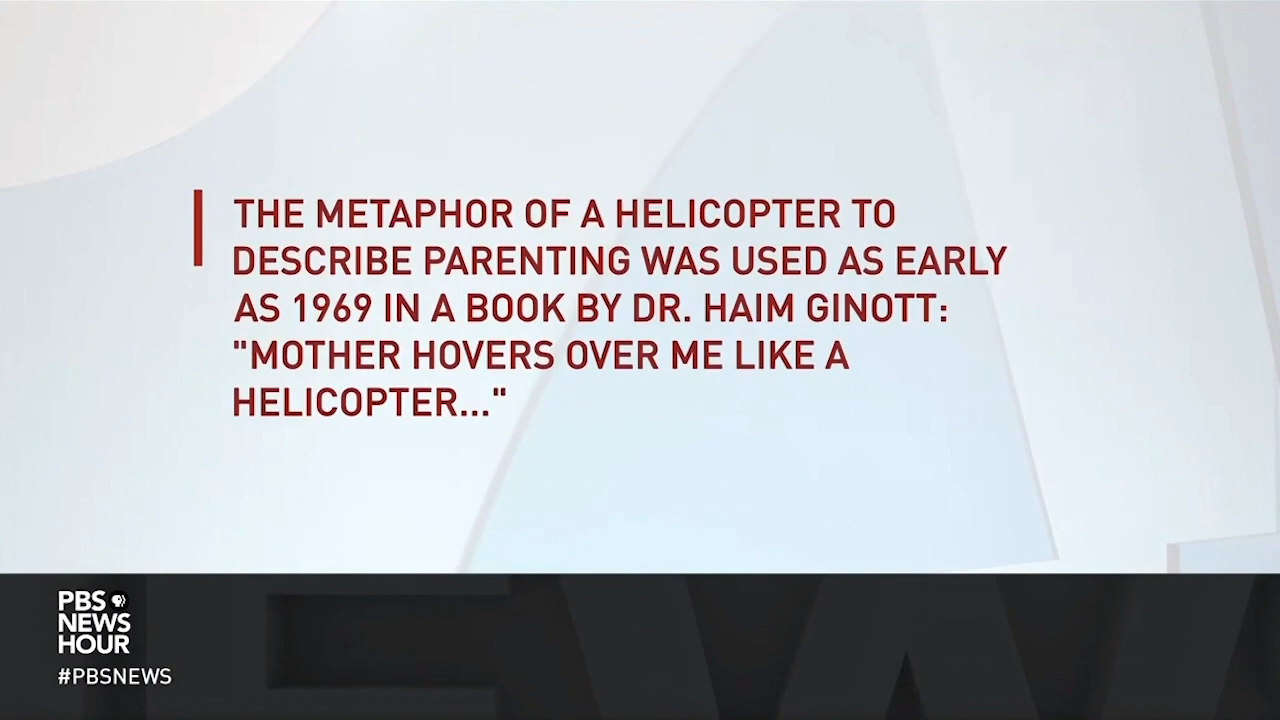 THE METAPHOR OF A HELICOPTER TO
DESCRIBE PARENTING WAS USED AS EARLY
AS 1969 IN A BOOK BY DR. HAIM GINOTT:
"MOTHER HOVERS OVER ME LIKE A
HELICOPTER..."
PBS
NEWS
HOUR
#PBSNEWS